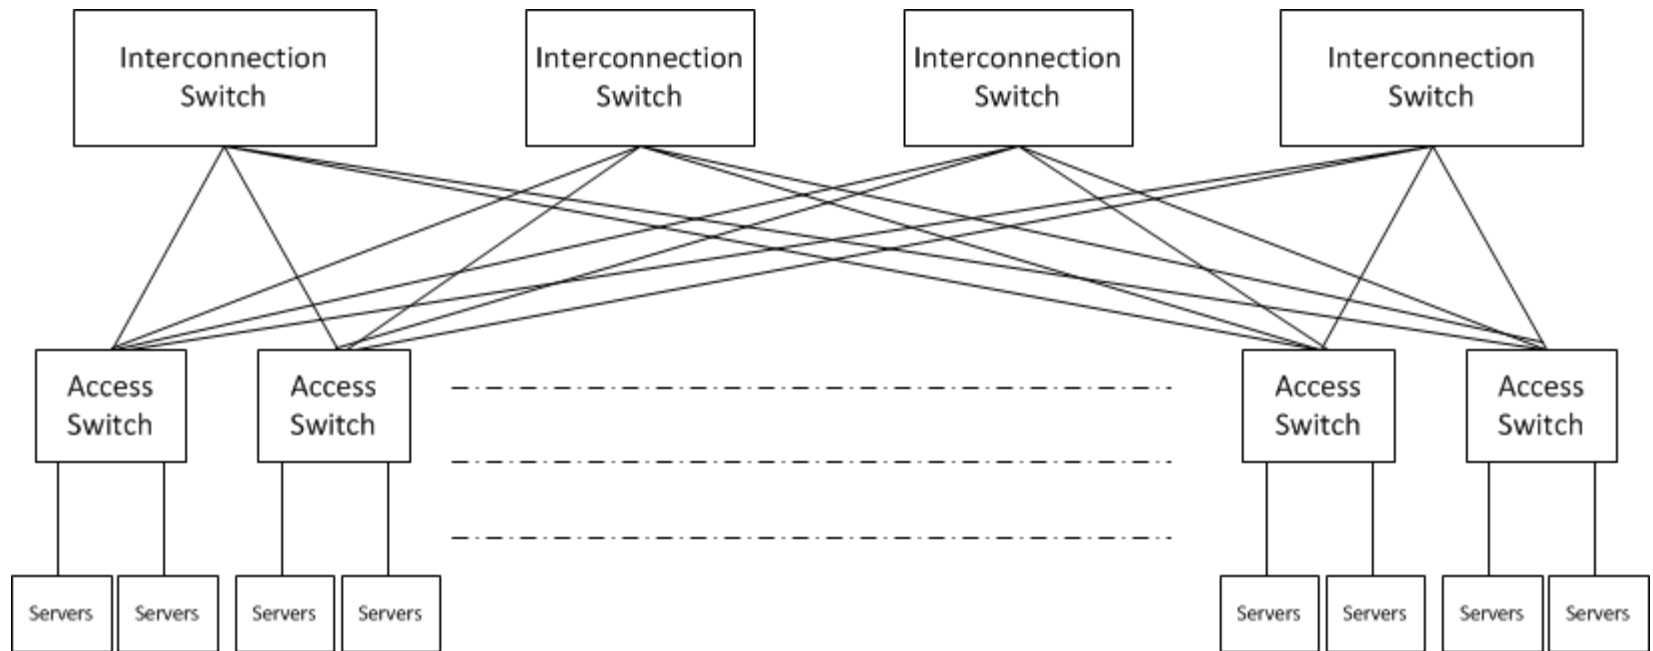 Interconnection
Switch
Interconnection
Switch
Interconnection
Switch
Interconnection
Switch
Access
Switch
Access
Switch
Access
Switch
Access
Switch
Servers
Servers
Servers
Servers
Servers
Servers
Servers
Servers